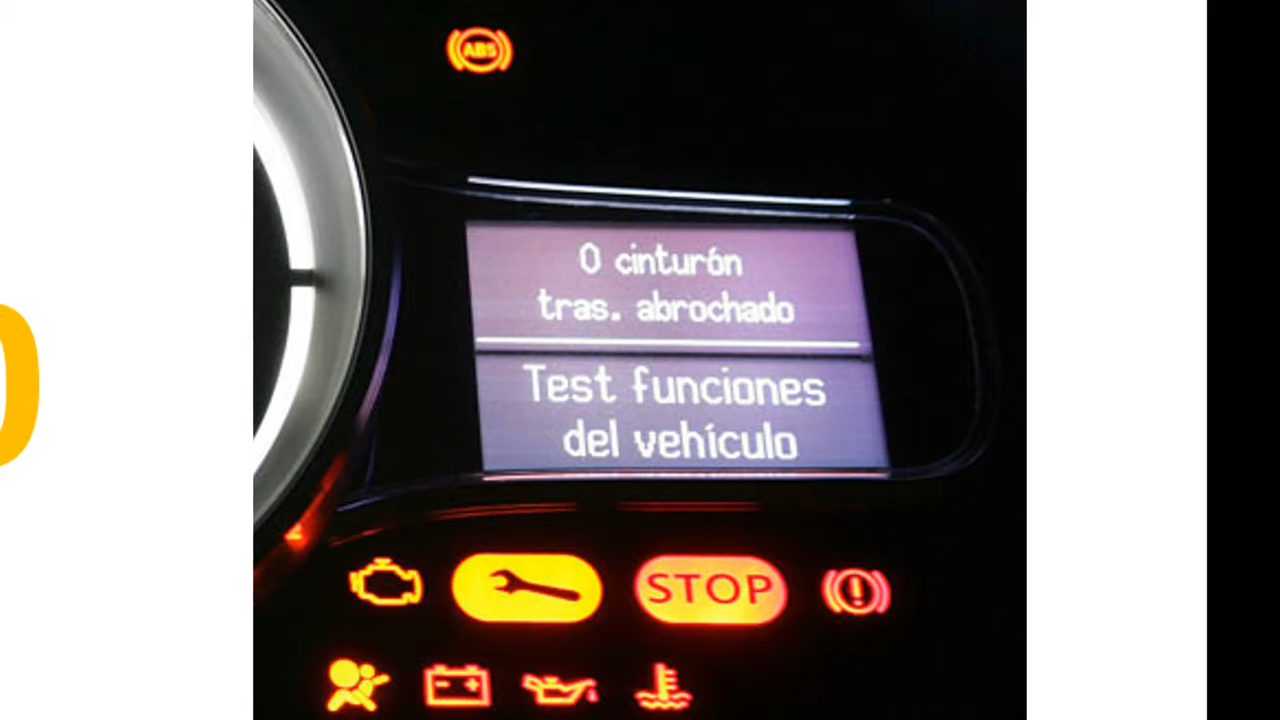 ABS
0 cinturón
tras. abrochado
Test funciones
del vehículo
STOP